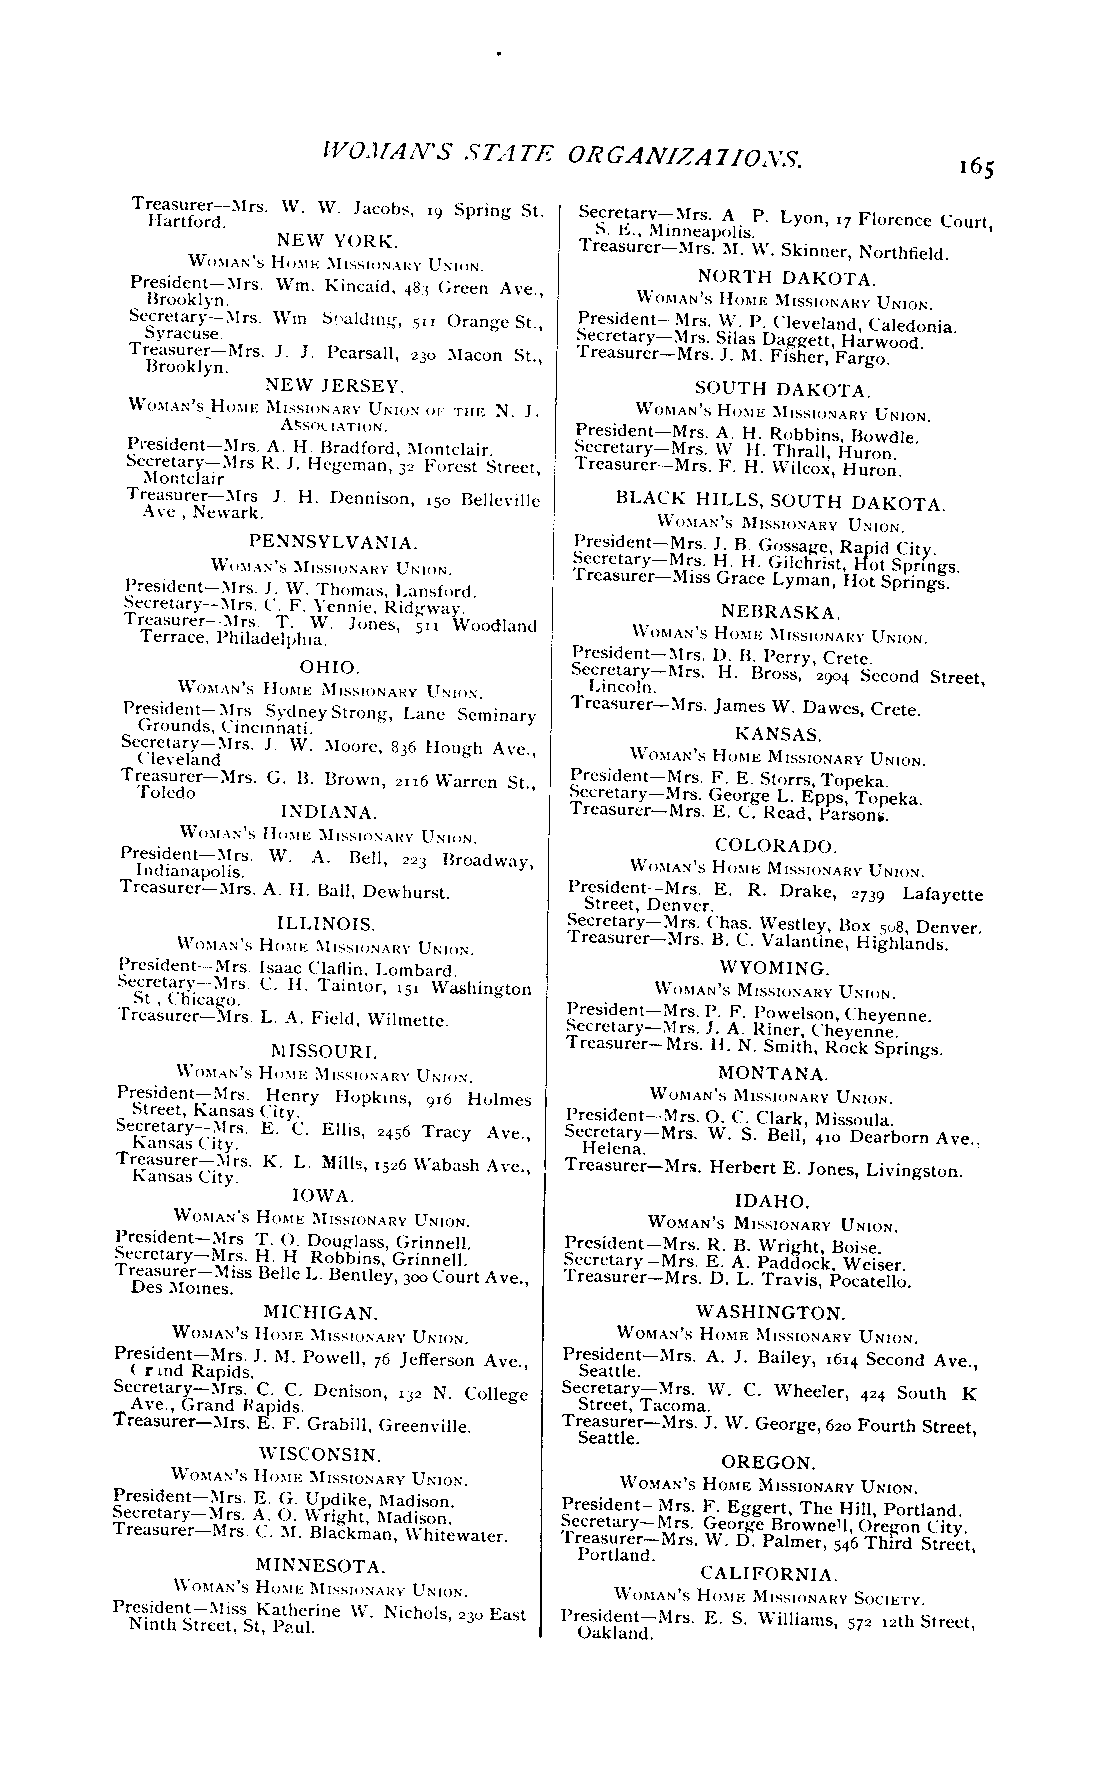 WOMAN'S STATE ORGANIZATIONS.
165
Treasurer—Mrs. W. W. Jacobs, 19 Spring St.
Hartford.
NEW YORK.
WOMAN'S HOME MISSIONARY UNION.
President—Mrs. Wm. Kincaid, 483 Green Ave.,
Brooklyn.
Secretary—Mrs. Wm Spalding, 511 Orange St.,
Syracuse.
Treasurer—Mrs. J. J. Pearsall, 230 Macon St.,
Brooklyn.
NEW JERSEY.
WOMAN'S HOME MISSIONARY UNION OF THE N. J.
ASSOCIATION.
President—Mrs. A. H. Bradford, Montclair.
Secretary—Mrs R. J. Hegeman, 32 Forest Street,
Montclair
Treasurer—Mrs J. H. Dennison, 150 Belleville
Ave , Newark.
PENNSYLVANIA.
WOMAN'S MISSIONARY UNION.
President—Mrs. J. W. Thomas, Lansford.
Secretary—Mrs. C. F. Yennie, Ridgway.
Treasurer—Mrs. T. W. Jones, 511 Woodland
Terrace, Philadelphia.
OHIO.
WOMAN'S HOME MISSIONARY UNION.
President—Mrs Sydney Strong, Lane Seminary
Grounds, Cincinnati.
Secretary—Mrs. J. W. Moore, 836 Hough Ave.,
Cleveland
Treasurer—Mrs. G. B. Brown, 2116 Warren St.,
Toledo
INDIANA.
WOMAN'S HOME MISSIONARY UNION.
President—Mrs. W. A. Bell, 223 Broadway,
Indianapolis.
Treasurer—Mrs. A. H. Ball, Dewhurst.
ILLINOIS.
WOMAN'S HOME MISSIONARY UNION.
President—Mrs. Isaac Claflin, Lombard.
Secretary—Mrs. C. H. Taintor, 151 Washington
St , Chicago.
Treasurer—Mrs. L. A. Field, Wilmette.
MISSOURI.
WOMAN'S HOME MISSIONARY UNION.
President—Mrs. Henry Hopkins, 916 Holmes
Street, Kansas City.
Secretary—Mrs. E. C. Ellis, 2456 Tracy Ave.,
Kansas City.
Treasurer—Mrs. K. L. Mills, 1526 Wabash Ave.,
Kansas City.
IOWA.
WOMAN'S HOME MISSIONARY UNION.
President—Mrs T. O. Douglass, Grinnell.
Secretary—Mrs. H. H Robbins, Grinnell.
Treasurer—Miss Belle L. Bentley, 300 Court Ave.,
Des Moines.
MICHIGAN.
WOMAN'S HOME MISSIONARY UNION.
President—Mrs. J. M. Powell, 76 Jefferson Ave.,
Grand Rapids.
Secretary—Mrs. C. C. Denison, 132 N. College
Ave., Grand Rapids.
Treasurer—Mrs. E. F. Grabill, Greenville.
WISCONSIN.
WOMAN'S HOME MISSIONARY UNION.
President—Mrs. E. G. Updike, Madison.
Secretary—Mrs. A. O. Wright, Madison.
Treasurer—Mrs. C. M. Blackman, Whitewater.
MINNESOTA.
WOMAN'S HOME MISSIONARY UNION.
President—Miss Katherine W. Nichols, 230 East
Ninth Street, St, Paul.
Secretary—Mrs. A P. Lyon, 17 Florence Court,
S. E., Minneapolis.
Treasurer—Mrs. M. W. Skinner, Northfield.
NORTH DAKOTA.
WOMAN'S HOME MISSIONARY UNION.
President—Mrs. W. P. Cleveland, Caledonia.
Secretary—Mrs. Silas Daggett, Harwood.
Treasurer—Mrs. J. M. Fisher, Fargo.
SOUTH DAKOTA.
WOMAN'S HOME MISSIONARY UNION.
President—Mrs. A. H. Robbins, Bowdle.
Secretary—Mrs. W H. Thrall, Huron.
Treasurer—Mrs. F. H. Wilcox, Huron.
BLACK HILLS, SOUTH DAKOTA.
WOMAN'S MISSIONARY UNION.
President—Mrs. J. B. Gossage, Rapid City.
Secretary—Mrs. H. H. Gilchrist, Hot Springs.
Treasurer—Miss Grace Lyman, Hot Springs.
NEBRASKA.
WOMAN'S HOME MISSIONARY UNION.
President—Mrs. D. B. Perry, Crete.
Secretary—Mrs. H. Bross, 2904 Second Street,
Lincoln.
Treasurer—Mrs. James W. Dawes, Crete.
KANSAS.
WOMAN'S HOME MISSIONARY UNION.
President—Mrs. F. E. Storrs, Topeka.
Secretary—Mrs. George L. Epps, Topeka.
Treasurer—Mrs. E. C. Read, Parsons.
COLORADO.
WOMAN'S HOME MISSIONARY UNION.
President—Mrs. E. R. Drake, 2739 Lafayette
Street, Denver.
Secretary—Mrs. Chas. Westley, Box 508, Denver.
Treasurer—Mrs. B. C. Valantine, Highlands.
WYOMING.
WOMAN'S MISSIONARY UNION.
President—Mrs. P. F. Powelson, Cheyenne.
Secretary—Mrs. J. A. Riner, Cheyenne.
Treasurer—Mrs. H. N. Smith, Rock Springs.
MONTANA.
WOMAN'S MISSIONARY UNION.
President—Mrs. O. C. Clark, Missoula.
Secretary—Mrs. W. S. Bell, 410 Dearborn Ave.,
Helena.
Treasurer—Mrs. Herbert E. Jones, Livingston.
IDAHO.
WOMAN'S MISSIONARY UNION.
President—Mrs. R. B. Wright, Boise.
Secretary—Mrs. E. A. Paddock, Weiser.
Treasurer—Mrs. D. L. Travis, Pocatello.
WASHINGTON.
WOMAN'S HOME MISSIONARY UNION.
President—Mrs. A. J. Bailey, 1614 Second Ave.,
Seattle.
Secretary—Mrs. W. C. Wheeler, 424 South K
Street, Tacoma.
Treasurer—Mrs. J. W. George, 620 Fourth Street,
Seattle.
OREGON.
WOMAN'S HOME MISSIONARY UNION.
President—Mrs. F. Eggert, The Hill, Portland.
Secretary—Mrs. George Brownell, Oregon City.
Treasurer—Mrs. W. D. Palmer, 546 Third Street,
Portland.
CALIFORNIA.
WOMAN'S HOME MISSIONARY SOCIETY.
President—Mrs. E. S. Williams, 572 12th Street,
Oakland.